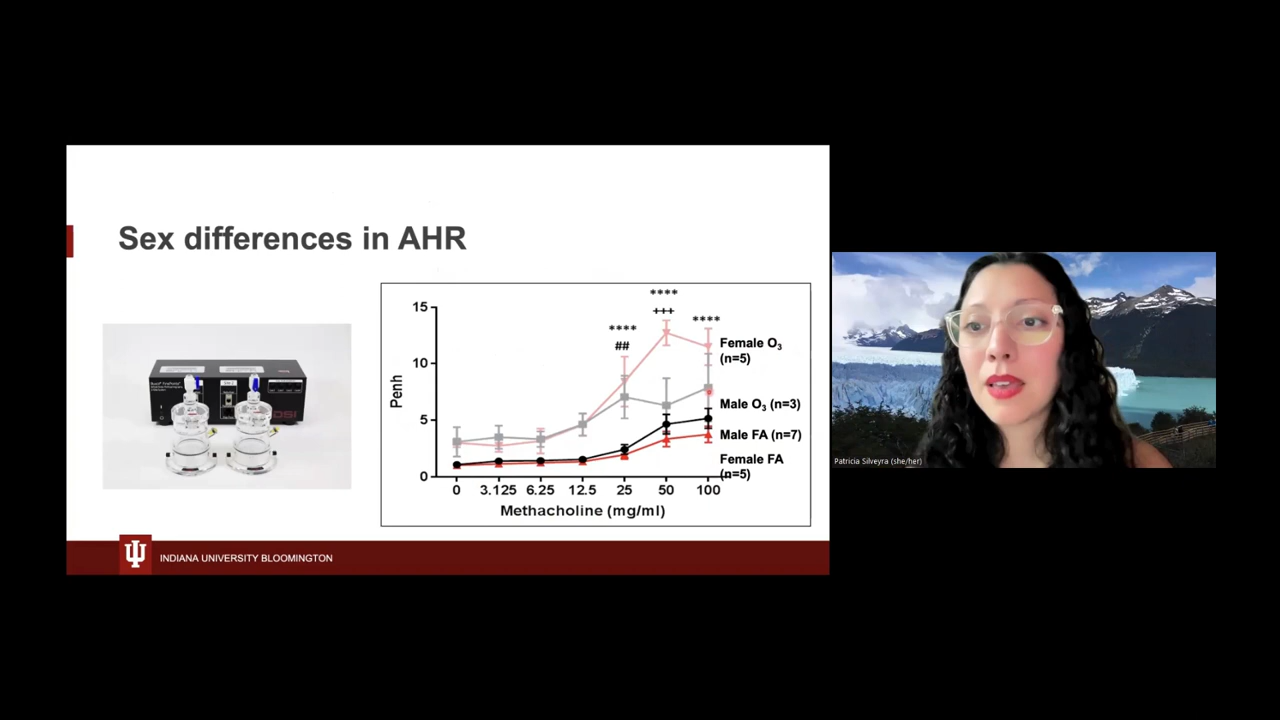 Sex differences in AHR
DSI
15
10
5
0
Penh
****
##
****
+++
****
0 3.125 6.25 12.5 25 50 100
Methacholine (mg/ml)
Female O3
(n=5)
Male O3 (n=3)
Male FA (n=7)
Female FA
(n=5)
INDIANA UNIVERSITY BLOOMINGTON
Patricia Silveyra (she/her)